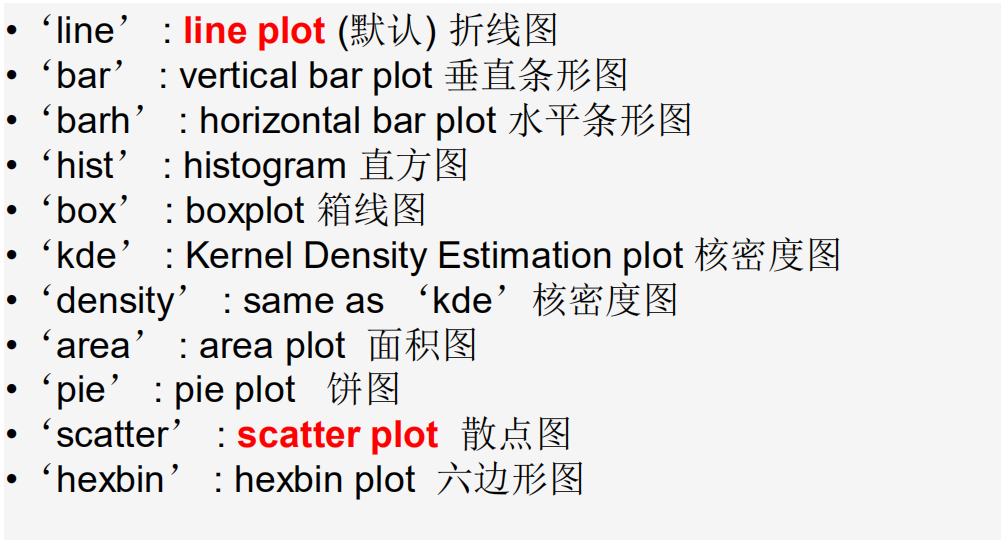 • ‘line’ : line plot (默认) 折线图
• ‘bar’ : vertical bar plot 垂直条形图
• ‘barh’ : horizontal bar plot 水平条形图
• ‘hist’ : histogram 直方图
• ‘box’ : boxplot 箱线图
• ‘kde’ : Kernel Density Estimation plot 核密度图
• ‘density’ : same as ‘kde’ 核密度图
• ‘area’ : area plot 面积图
• ‘pie’ : pie plot 饼图
• ‘scatter’ : scatter plot 散点图
• ‘hexbin’ : hexbin plot 六边形图